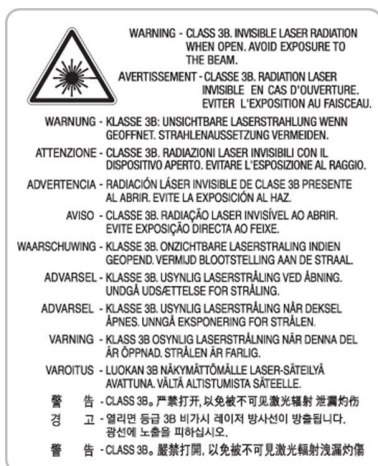 WARNING - CLASS 3B. INVISIBLE LASER RADIATION
WHEN OPEN. AVOID EXPOSURE TO
THE BEAM.
AVERTISSEMENT - CLASSE 3B. RADIATION LASER
INVISIBLE EN CAS D'OUVERTURE.
EVITER L'EXPOSITION AU FAISCEAU.
WARNUNG - KLASSE 3B: UNSICHTBARE LASERSTRAHLUNG WENN
GEOFFNET. STRAHLENAUSSETZUNG VERMEIDEN.
ATTENZIONE - CLASSE 3B. RADIAZIONI LASER INVISIBILI CON IL
DISPOSITIVO APERTO. EVITARE L'ESPOSIZIONE AL RAGGIO.
ADVERTENCIA - RADIACIÓN LÁSER INVISIBLE DE CLASE 3B PRESENTE
AL ABRIR. EVITE LA EXPOSICIÓN AL HAZ.
AVISO - CLASSE 3B. RADIAÇÃO LASER INVISÍVEL AO ABRIR.
EVITE EXPOSIÇÃO DIRECTA AO FEIXE.
WAARSCHUWING - KLASSE 3B. ONZICHTBARE LASERSTRALING INDIEN
GEOPEND. VERMIJD BLOOTSTELLING AAN DE STRAAL.
ADVARSEL - KLASSE 3B. USYNLIG LASERSTRÅLING VED ÅBNING.
UNDGÅ UDSÆTTELSE FOR STRÅLING.
ADVARSEL - KLASSE 3B. USYNLIG LASERSTRÅLING NÅR DEKSEL
ÅPNES. UNNGÅ EKSPONERING FOR STRÅLEN.
VARNING - KLASS 3B OSYNLIG LASERSTRÅLNING NÄR DENNA DEL
ÄR ÖPPNAD. STRÅLEN ÄR FARLIG.
VAROITUS - LUOKAN 3B NÄKYMÄTTÖMÄLLE LASER-SÄTEILYÄ
AVATTUNA. VÄLTÄ ALTISTUMISTA SÄTEELLE.
警 告 - CLASS 3B。严禁打开,以免被不可见激光辐射 泄漏灼伤
경 고 - 열리면 등급 3B 비가시 레이저 방사선이 방출됩니다.
광선에 노출을 피하십시오.
警 告 - CLASS 3B。嚴禁打開,以免被不可見激光輻射洩漏灼傷